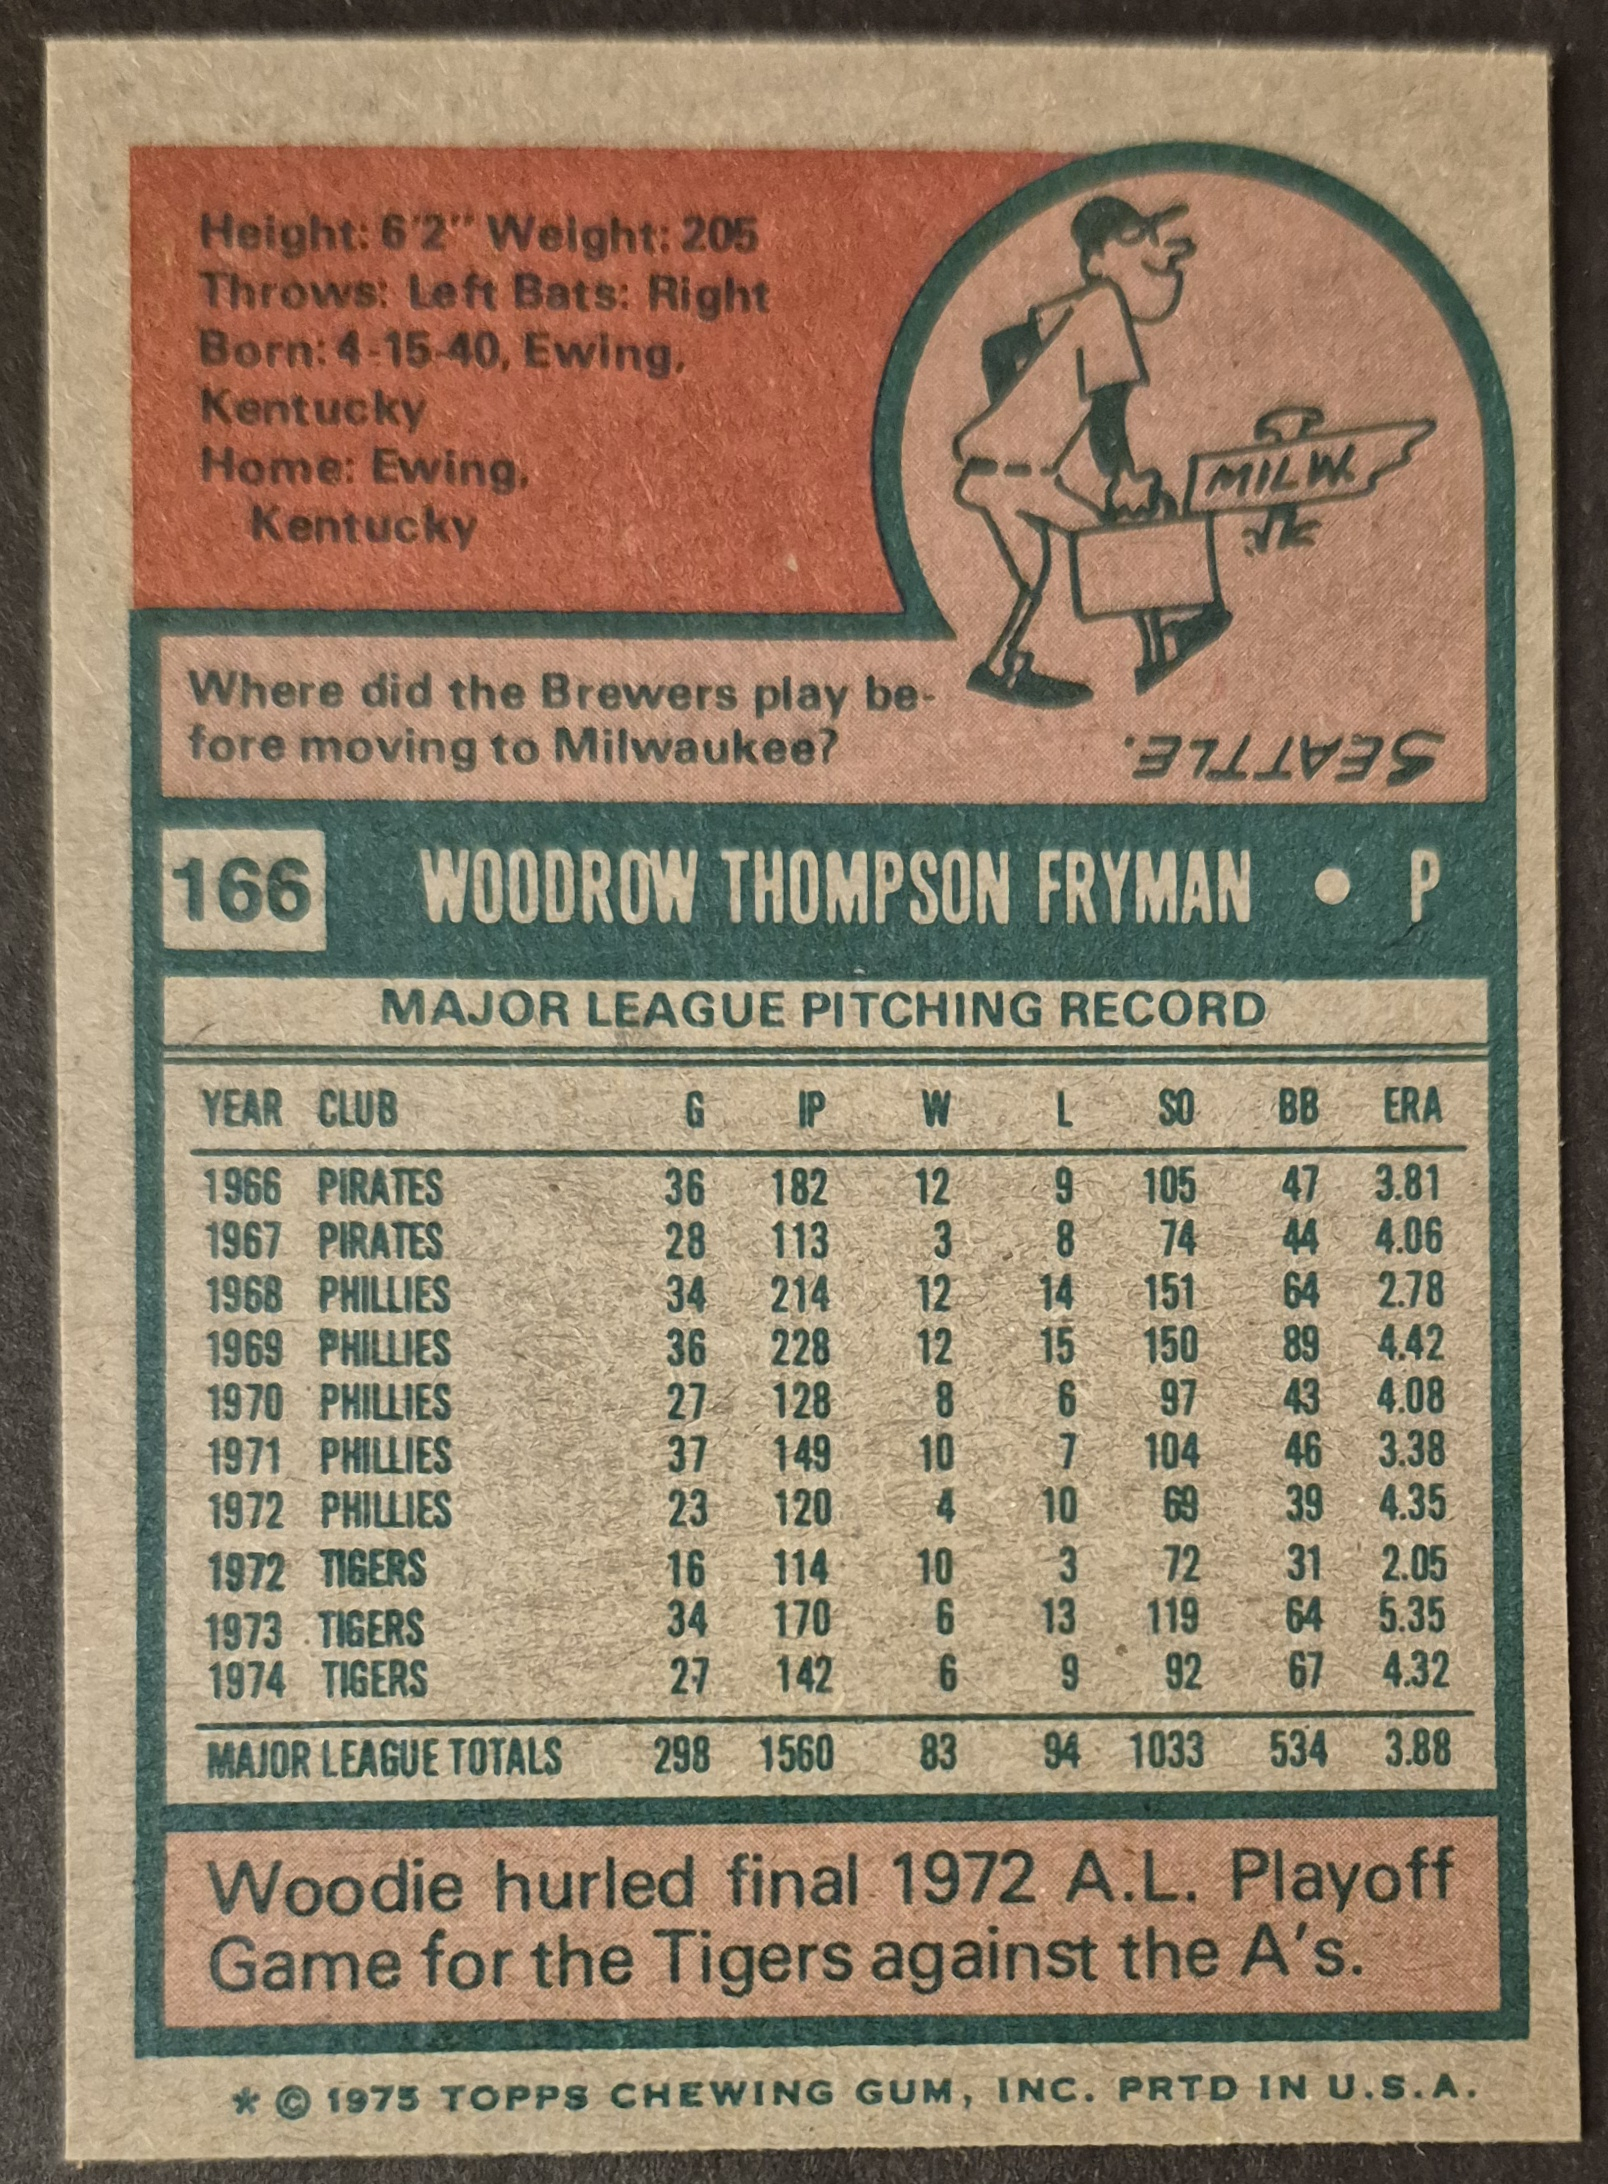 Height: 6'2" Weight: 205
Throws: Left Bats: Right
Born: 4-15-40, Ewing,
Kentucky
Home: Ewing,
Kentucky
MILW.
Where did the Brewers play be-
fore moving to Milwaukee?
SEATTLE.
166 WOODROW THOMPSON FRYMAN • P
MAJOR LEAGUE PITCHING RECORD
YEAR CLUB G IP W L SO BB ERA
1966 PIRATES 36 182 12 9 105 47 3.81
1967 PIRATES 28 113 3 8 74 44 4.06
1968 PHILLIES 34 214 12 14 151 64 2.78
1969 PHILLIES 36 228 12 15 150 89 4.42
1970 PHILLIES 27 128 8 6 97 43 4.08
1971 PHILLIES 37 149 10 7 104 46 3.38
1972 PHILLIES 23 120 4 10 69 39 4.35
1972 TIGERS 16 114 10 3 72 31 2.05
1973 TIGERS 34 170 6 13 119 64 5.35
1974 TIGERS 27 142 6 9 92 67 4.32
MAJOR LEAGUE TOTALS 298 1560 83 94 1033 534 3.88
Woodie hurled final 1972 A.L. Playoff
Game for the Tigers against the A's.
* © 1975 TOPPS CHEWING GUM, INC. PRTD IN U.S.A.